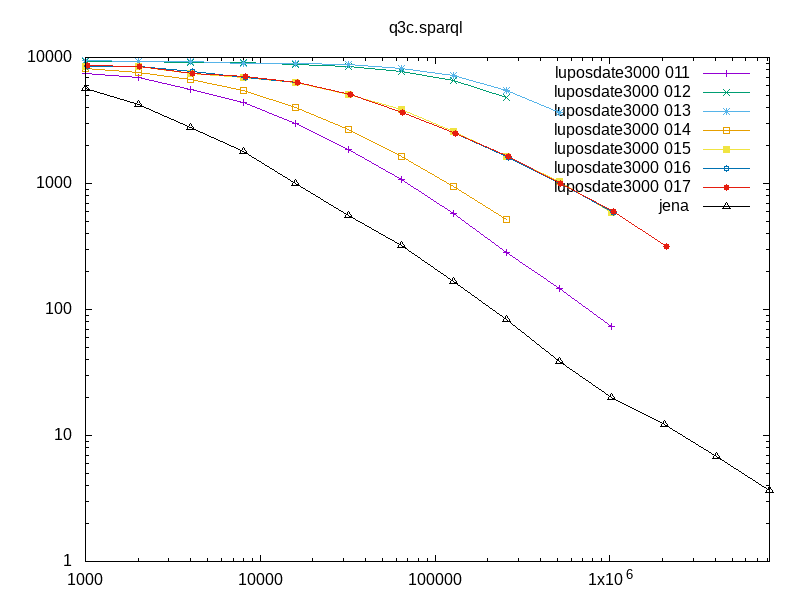 q3c.sparql
10000
1000
100
10
1
luposdate3000 011
luposdate3000 012
luposdate3000 013
luposdate3000 014
luposdate3000 015
luposdate3000 016
luposdate3000 017
jena
1000 10000 100000 1x10^6